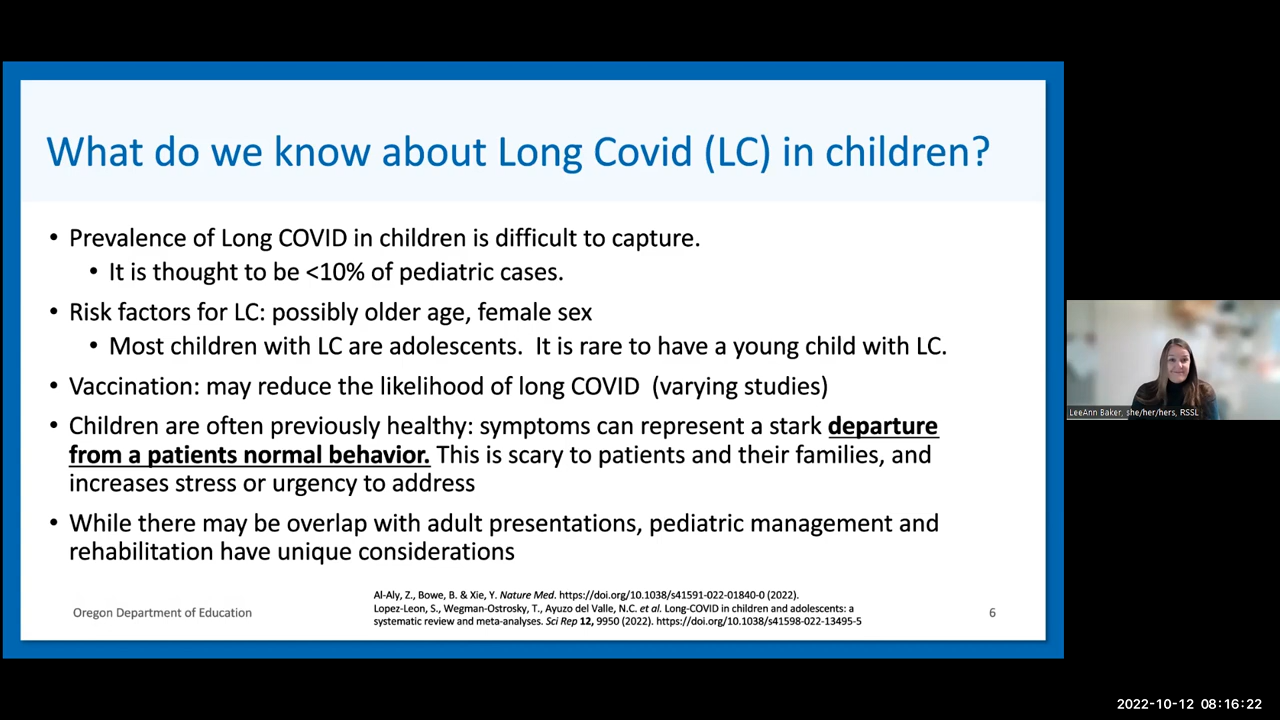 What do we know about Long Covid (LC) in children?
• Prevalence of Long COVID in children is difficult to capture.
• It is thought to be <10% of pediatric cases.
• Risk factors for LC: possibly older age, female sex
• Most children with LC are adolescents. It is rare to have a young child with LC.
• Vaccination: may reduce the likelihood of long COVID (varying studies)
• Children are often previously healthy: symptoms can represent a stark departure
from a patients normal behavior. This is scary to patients and their families, and
increases stress or urgency to address
• While there may be overlap with adult presentations, pediatric management and
rehabilitation have unique considerations
Al-Aly, Z., Bowe, B. & Xie, Y. Nature Med. https://doi.org/10.1038/s41591-022-01840-0 (2022).
Lopez-Leon, S., Wegman-Ostrosky, T., Ayuzo del Valle, N.C. et al. Long-COVID in children and adolescents: a
systematic review and meta-analyses. Sci Rep 12, 9950 (2022). https://doi.org/10.1038/s41598-022-13495-5
Oregon Department of Education
6
LeeAnn Baker, she/her/hers, RSSL
2022-10-12 08:16:22